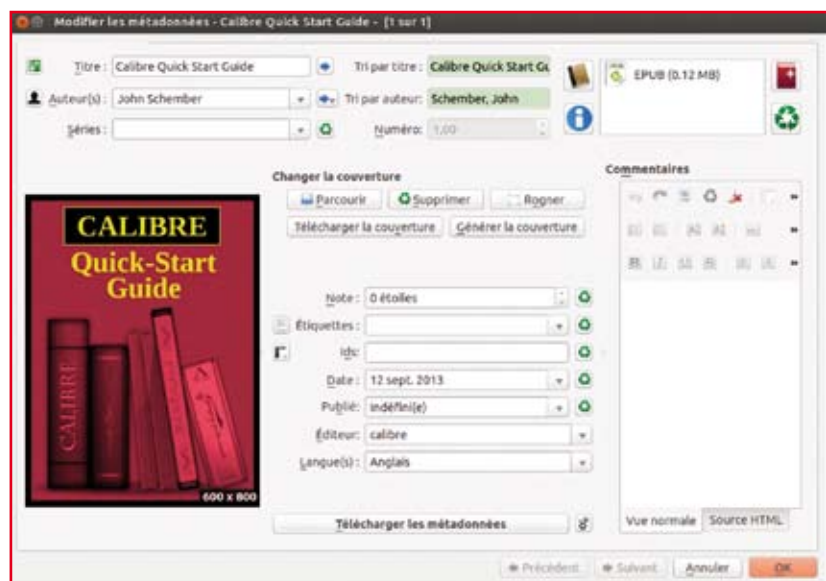 Modifier les métadonnées - Calibre Quick Start Guide - [1 sur 1]
Titre : Calibre Quick Start Guide Tri par titre : Calibre Quick Start Gu
Auteur(s) : John Schember Tri par auteur: Schember, John
Séries : Numéro: 1,00
EPUB (0.12 MB)
Changer la couverture
Parcourir Supprimer Rogner
Télécharger la couverture Générer la couverture
CALIBRE
Quick-Start
Guide
CALIBRE
600 x 800
Note : 0 étoiles
Étiquettes :
Ids:
Date : 12 sept. 2013
Publié: indéfini(e)
Éditeur: calibre
Langue(s) : Anglais
Télécharger les métadonnées
Commentaires
Vue normale Source HTML
Précédent Suivant Annuler OK